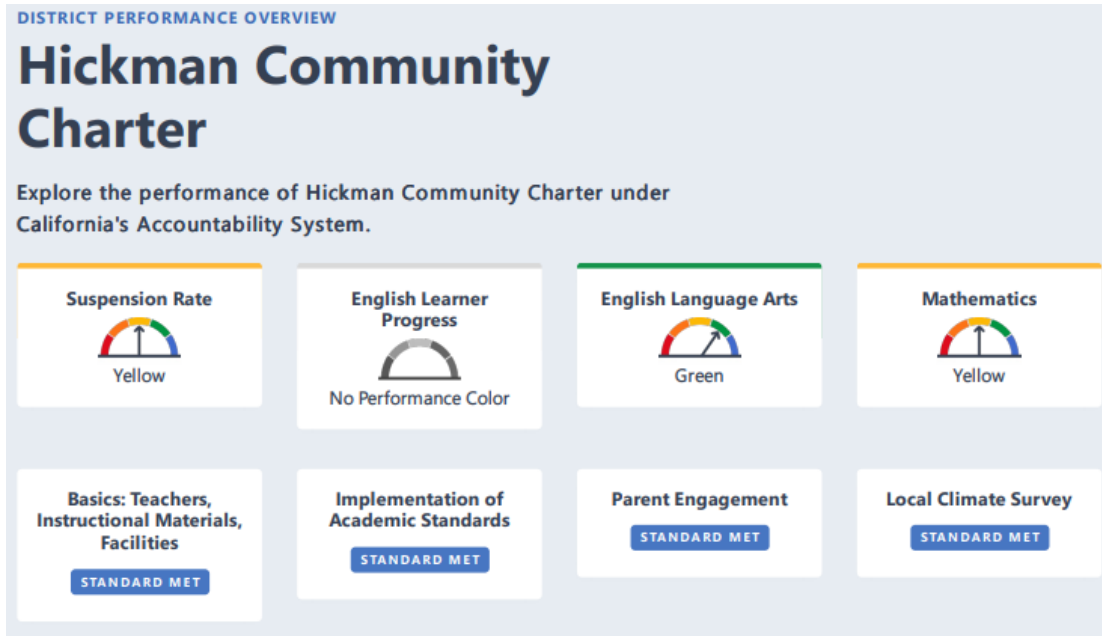 DISTRICT PERFORMANCE OVERVIEW
Hickman Community
Charter
Explore the performance of Hickman Community Charter under
California's Accountability System.
Suspension Rate
Yellow
English Learner
Progress
No Performance Color
English Language Arts
Green
Mathematics
Yellow
Basics: Teachers,
Instructional Materials,
Facilities
STANDARD MET
Implementation of
Academic Standards
STANDARD MET
Parent Engagement
STANDARD MET
Local Climate Survey
STANDARD MET